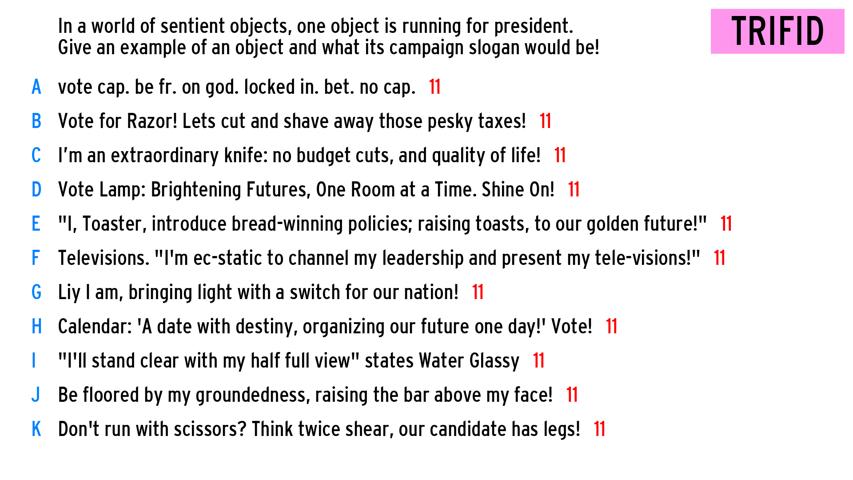 In a world of sentient objects, one object is running for president.
Give an example of an object and what its campaign slogan would be!
TRIFID
A vote cap. be fr. on god. locked in. bet. no cap. 11
B Vote for Razor! Lets cut and shave away those pesky taxes! 11
C I'm an extraordinary knife: no budget cuts, and quality of life! 11
D Vote Lamp: Brightening Futures, One Room at a Time. Shine On! 11
E "I, Toaster, introduce bread-winning policies; raising toasts, to our golden future!" 11
F Televisions. "I'm ec-static to channel my leadership and present my tele-visions!" 11
G Liy I am, bringing light with a switch for our nation! 11
H Calendar: 'A date with destiny, organizing our future one day!' Vote! 11
I "I'll stand clear with my half full view" states Water Glassy 11
J Be floored by my groundedness, raising the bar above my face! 11
K Don't run with scissors? Think twice shear, our candidate has legs! 11